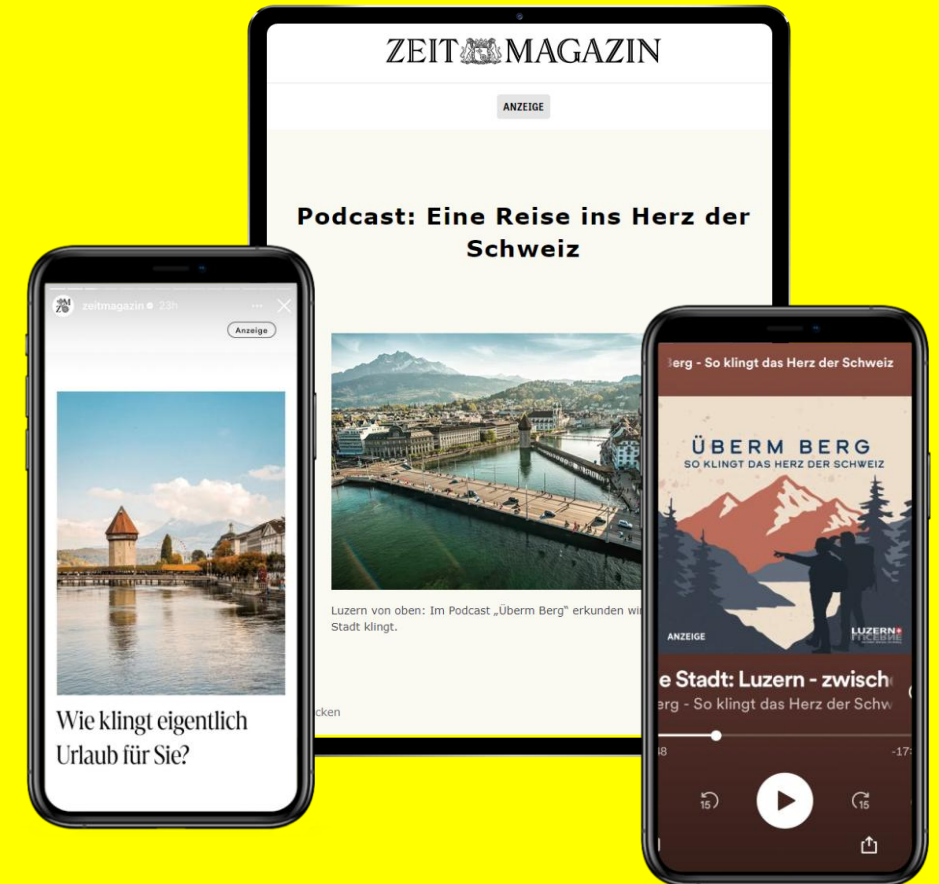 ZEIT MAGAZIN
ANZEIGE
Podcast: Eine Reise ins Herz der
Schweiz
Luzern von oben: Im Podcast „Überm Berg" erkunden wi
Stadt klingt.
cken
zeitmagazin 23h
Anzeige
Wie klingt eigentlich
Urlaub für Sie?
erg - So klingt das Herz der Schweiz
ÜBERM BERG
SO KLINGT DAS HERZ DER SCHWEIZ
ANZEIGE
LUZERN
e Stadt: Luzern - zwisch
erg - So klingt das Herz der Schw
-17:
15
15